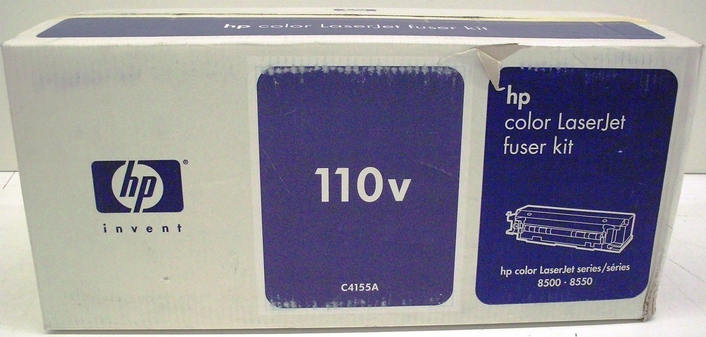 hp color LaserJet fuser kit
hp
invent
110v
C4155A
hp
color LaserJet
fuser kit
hp color LaserJet series/séries
8500 · 8550